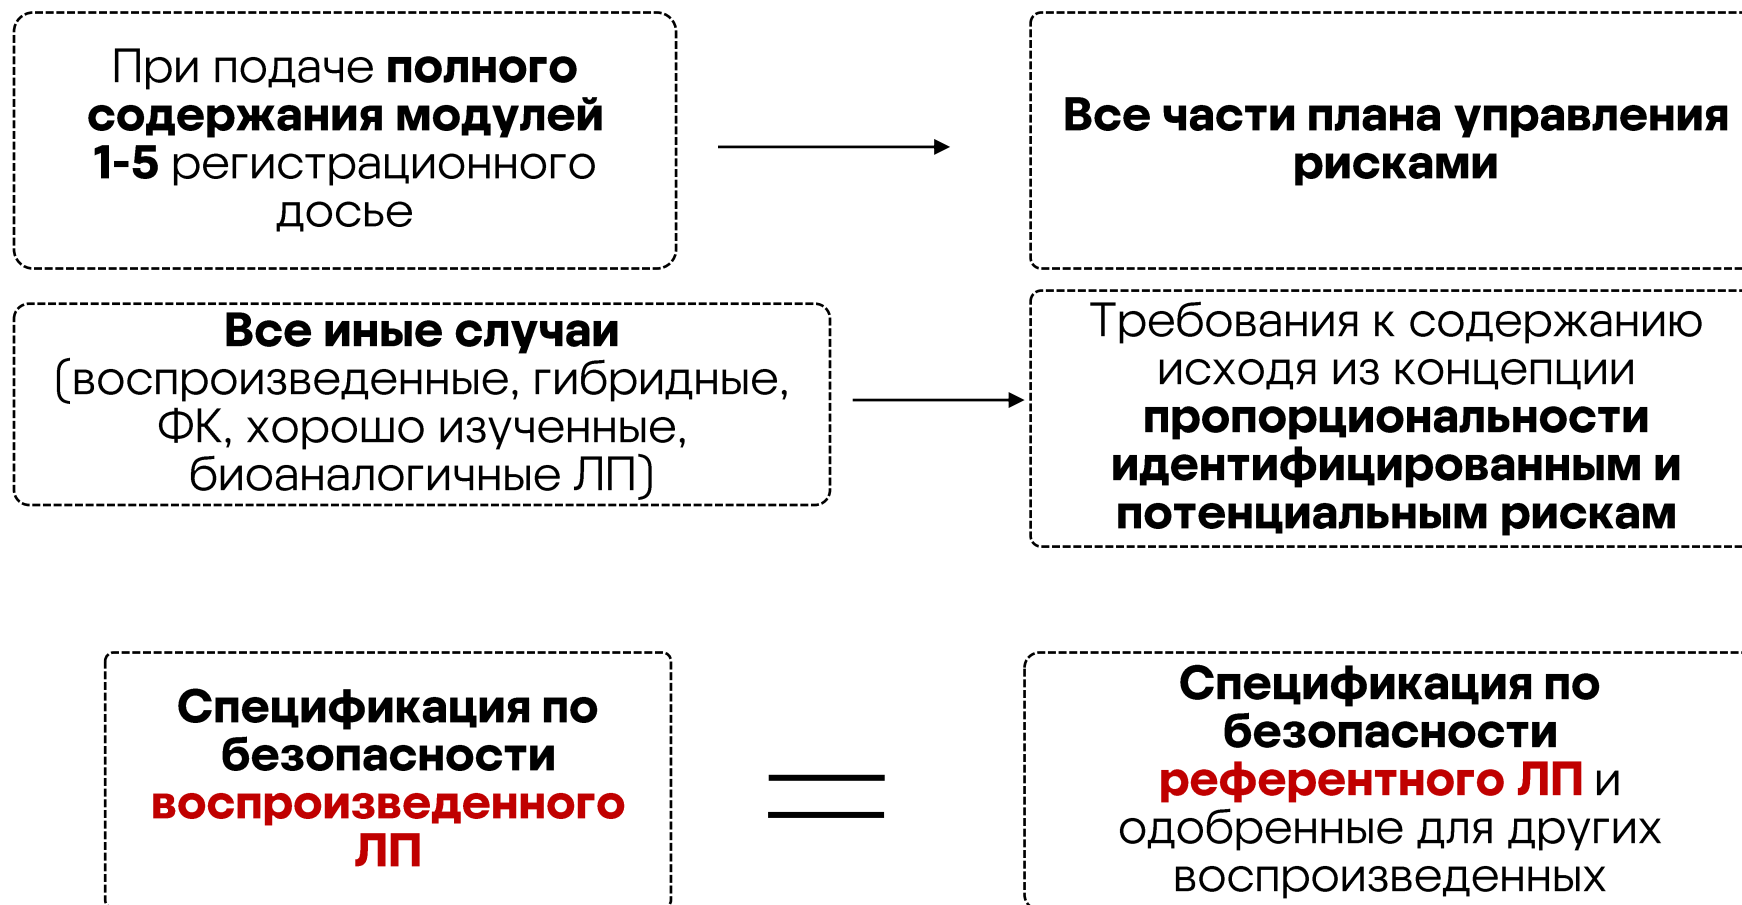 При подаче полного
содержания модулей
1-5 регистрационного
досье
Все части плана управления
рисками
Все иные случаи
(воспроизведенные, гибридные,
ФК, хорошо изученные,
биоаналогичные ЛП)
Требования к содержанию
исходя из концепции
пропорциональности
идентифицированным и
потенциальным рискам
Спецификация по
безопасности
воспроизведенного
ЛП
Спецификация по
безопасности
референтного ЛП и
одобренные для других
воспроизведенных